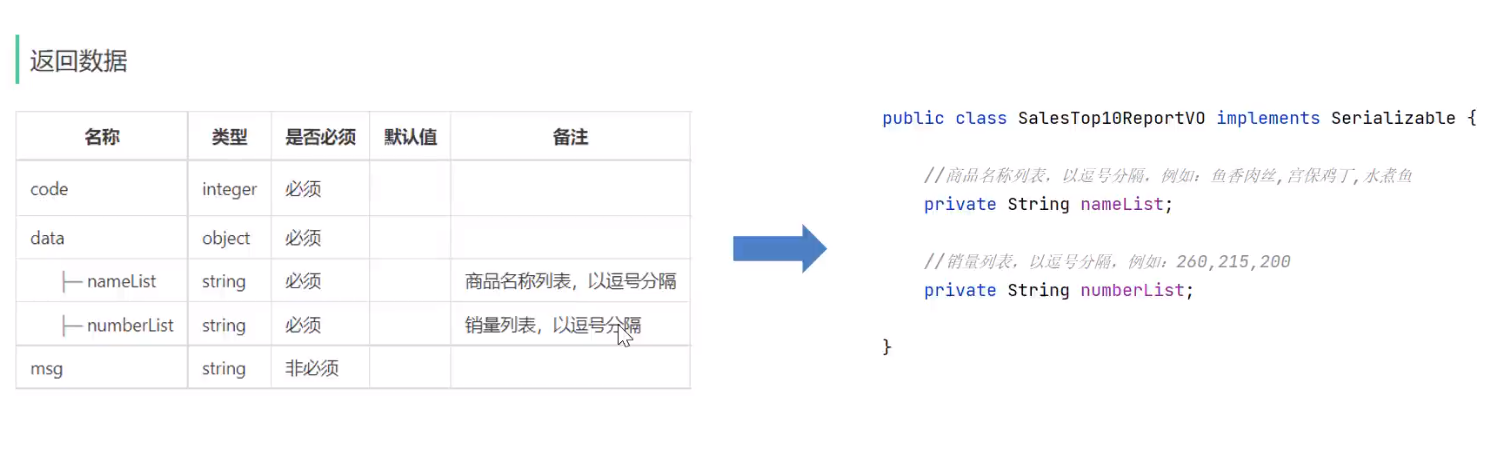 返回数据
名称 类型 是否必须 默认值 备注
code integer 必须
data object 必须
├─ nameList string 必须 商品名称列表，以逗号分隔
├─ numberList string 必须 销量列表，以逗号分隔
msg string 非必须
public class SalesTop10ReportVO implements Serializable {
//商品名称列表，以逗号分隔，例如：鱼香肉丝,宫保鸡丁,水煮鱼
private String nameList;
//销量列表，以逗号分隔，例如：260,215,200
private String numberList;
}